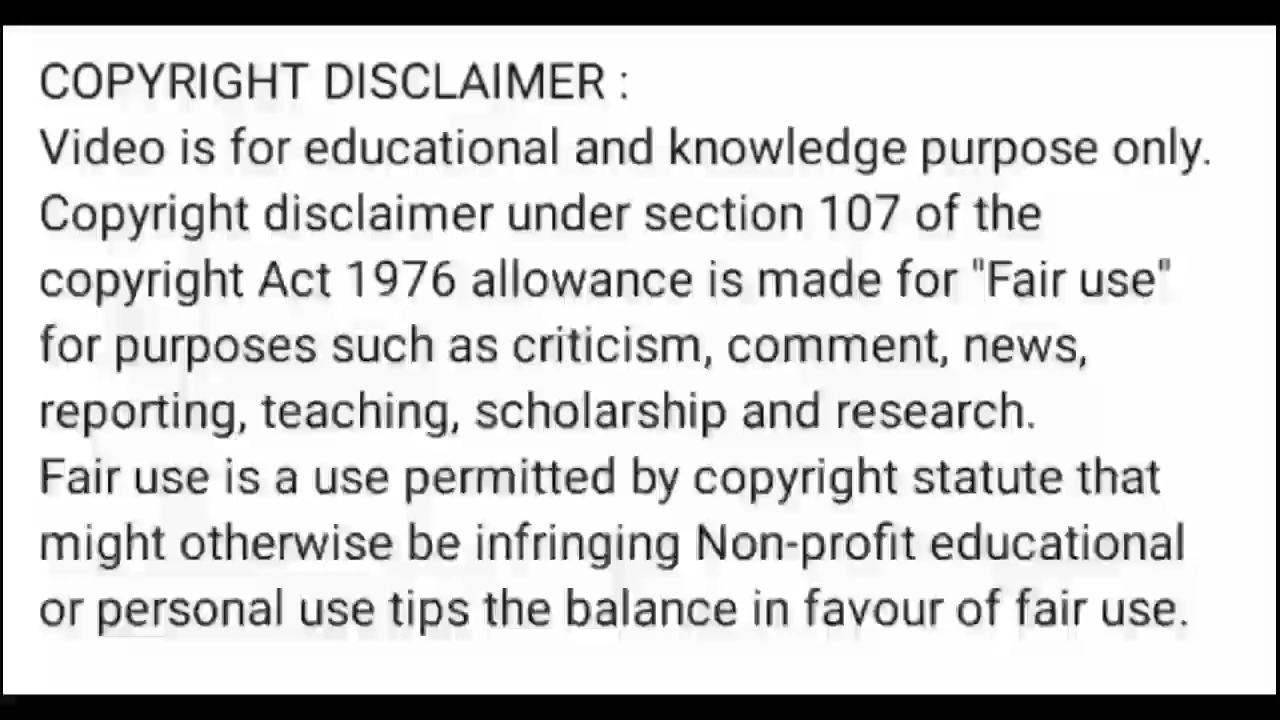 COPYRIGHT DISCLAIMER :
Video is for educational and knowledge purpose only.
Copyright disclaimer under section 107 of the
copyright Act 1976 allowance is made for "Fair use"
for purposes such as criticism, comment, news,
reporting, teaching, scholarship and research.
Fair use is a use permitted by copyright statute that
might otherwise be infringing Non-profit educational
or personal use tips the balance in favour of fair use.